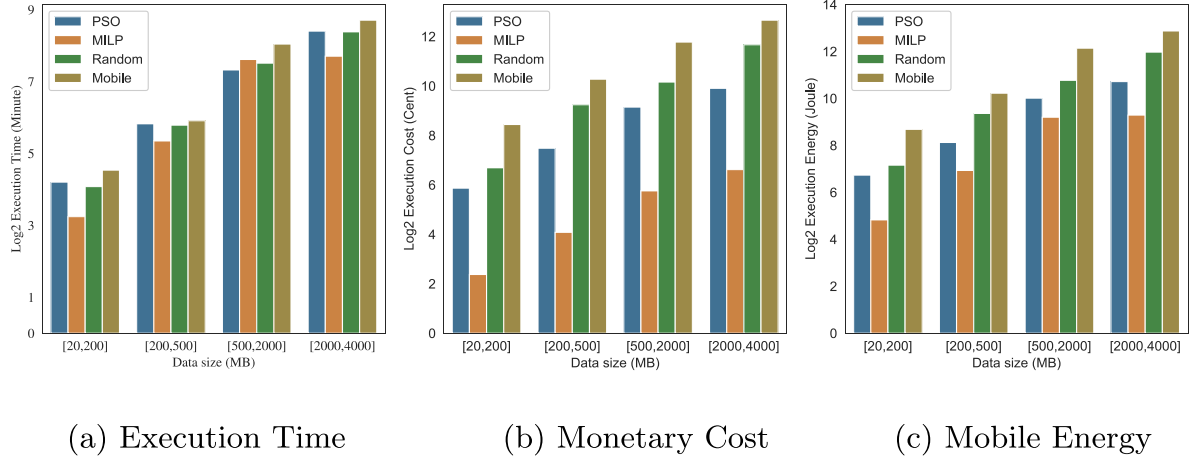 9
7
5
3
1
0
Log2 Execution Time (Minute)
PSO
MILP
Random
Mobile
[20,200]
[200,500]
[500,2000]
[2000,4000]
Data size (MB)
(a) Execution Time
12
10
8
6
4
2
0
Log2 Execution Cost (Cent)
PSO
MILP
Random
Mobile
[20,200]
[200,500]
[500,2000]
[2000,4000]
Data size (MB)
(b) Monetary Cost
14
12
10
8
6
4
2
0
Log2 Execution Energy (Joule)
PSO
MILP
Random
Mobile
[20,200]
[200,500]
[500,2000]
[2000,4000]
Data size (MB)
(c) Mobile Energy